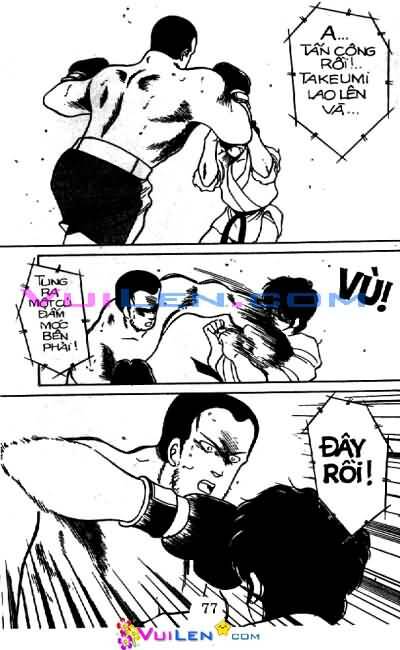 A...
TẤN CÔNG
RỒI!.
TAKEUMI
LAO LÊN
VÀ...
TUNG
RA
MỘT CÚ
ĐẤM
MÓC
BÊN
PHẢI!
VÙ!
VUILEN.COM
ĐÂY
RỒI!
77
VUILEN.COM